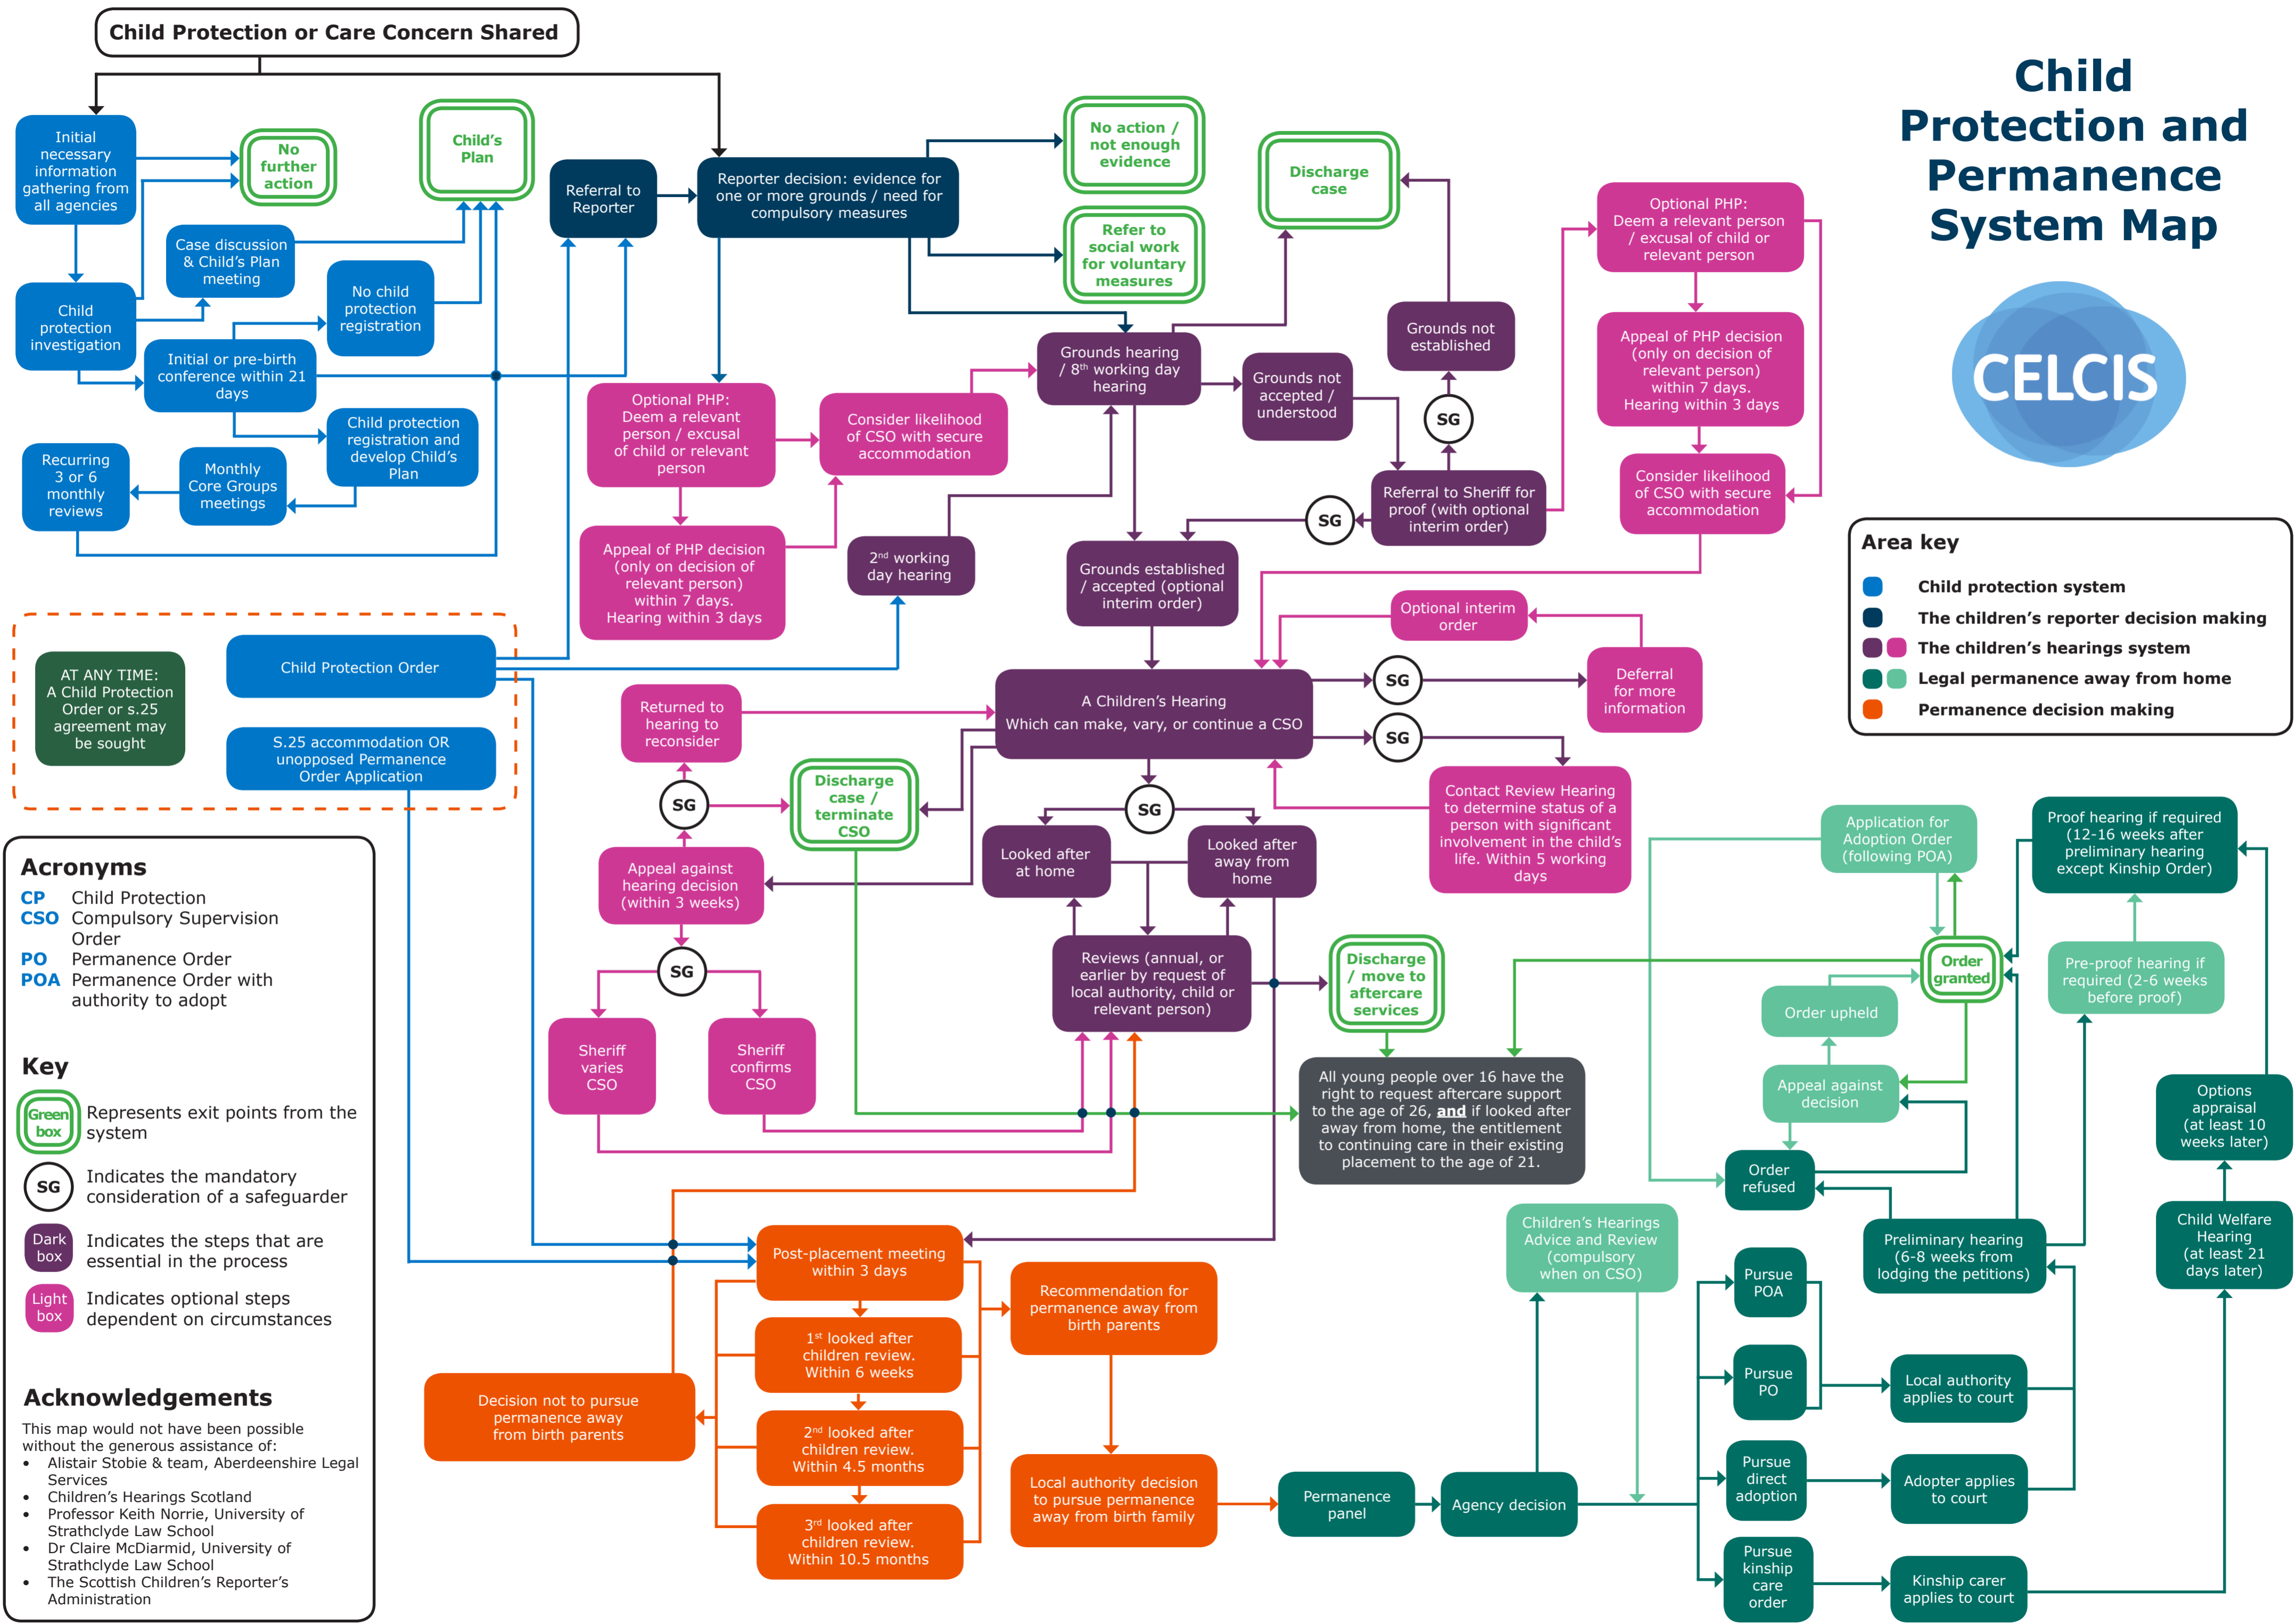 Child Protection or Care Concern Shared
Child
Protection and
Permanence
System Map
CELCIS
Initial
necessary
information
gathering from
all agencies
No
further
action
Child’s
Plan
Referral to
Reporter
Reporter decision: evidence for
one or more grounds / need for
compulsory measures
No action /
not enough
evidence
Refer to
social work
for voluntary
measures
Discharge
case
Case discussion
& Child’s Plan
meeting
No child
protection
registration
Child
protection
investigation
Initial or pre-birth
conference within 21
days
Child protection
registration and
develop Child’s
Plan
Monthly
Core Groups
meetings
Recurring
3 or 6
monthly
reviews
Optional PHP:
Deem a relevant
person / excusal
of child or relevant
person
Consider likelihood
of CSO with secure
accommodation
Appeal of PHP decision
(only on decision of
relevant person)
within 7 days.
Hearing within 3 days
2nd working
day hearing
Grounds hearing
/ 8th working day
hearing
Grounds not
accepted /
understood
Grounds not
established
SG
SG
Referral to Sheriff for
proof (with optional
interim order)
Grounds established
/ accepted (optional
interim order)
Optional PHP:
Deem a relevant person
/ excusal of child or
relevant person
Appeal of PHP decision
(only on decision of
relevant person)
within 7 days.
Hearing within 3 days
Consider likelihood
of CSO with secure
accommodation
Optional interim
order
Deferral
for more
information
Area key
Child protection system
The children’s reporter decision making
The children’s hearings system
Legal permanence away from home
Permanence decision making
AT ANY TIME:
A Child Protection
Order or s.25
agreement may
be sought
Child Protection Order
S.25 accommodation OR
unopposed Permanence
Order Application
Returned to
hearing to
reconsider
A Children’s Hearing
Which can make, vary, or continue a CSO
SG
SG
SG
SG
Discharge
case /
terminate
CSO
Contact Review Hearing
to determine status of a
person with significant
involvement in the child’s
life. Within 5 working
days
Looked after
at home
Looked after
away from
home
Appeal against
hearing decision
(within 3 weeks)
SG
Sheriff
varies
CSO
Sheriff
confirms
CSO
Reviews (annual, or
earlier by request of
local authority, child or
relevant person)
Discharge
/ move to
aftercare
services
All young people over 16 have the
right to request aftercare support
to the age of 26, and if looked after
away from home, the entitlement
to continuing care in their existing
placement to the age of 21.
Application for
Adoption Order
(following POA)
Proof hearing if required
(12-16 weeks after
preliminary hearing
except Kinship Order)
Order
granted
Pre-proof hearing if
required (2-6 weeks
before proof)
Order upheld
Appeal against
decision
Order
refused
Options
appraisal
(at least 10
weeks later)
Child Welfare
Hearing
(at least 21
days later)
Preliminary hearing
(6-8 weeks from
lodging the petitions)
Children’s Hearings
Advice and Review
(compulsory
when on CSO)
Pursue
POA
Pursue
PO
Pursue
direct
adoption
Pursue
kinship
care
order
Local authority
applies to court
Adopter applies
to court
Kinship carer
applies to court
Post-placement meeting
within 3 days
1st looked after
children review.
Within 6 weeks
2nd looked after
children review.
Within 4.5 months
3rd looked after
children review.
Within 10.5 months
Decision not to pursue
permanence away
from birth parents
Recommendation for
permanence away from
birth parents
Local authority decision
to pursue permanence
away from birth family
Permanence
panel
Agency decision
Acronyms
CP Child Protection
CSO Compulsory Supervision
Order
PO Permanence Order
POA Permanence Order with
authority to adopt
Key
Green
box
Represents exit points from the
system
SG
Indicates the mandatory
consideration of a safeguarder
Dark
box
Indicates the steps that are
essential in the process
Light
box
Indicates optional steps
dependent on circumstances
Acknowledgements
This map would not have been possible
without the generous assistance of:
• Alistair Stobie & team, Aberdeenshire Legal
Services
• Children’s Hearings Scotland
• Professor Keith Norrie, University of
Strathclyde Law School
• Dr Claire McDiarmid, University of
Strathclyde Law School
• The Scottish Children’s Reporter’s
Administration